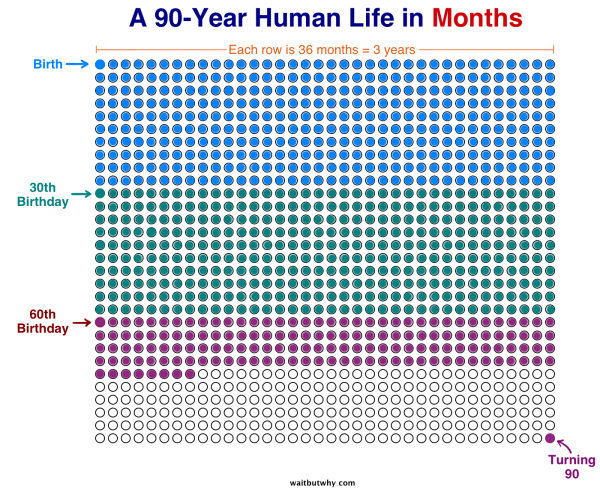 A 90-Year Human Life in Months
Each row is 36 months = 3 years
Birth
30th
Birthday
60th
Birthday
Turning
90
waitbutwhy.com